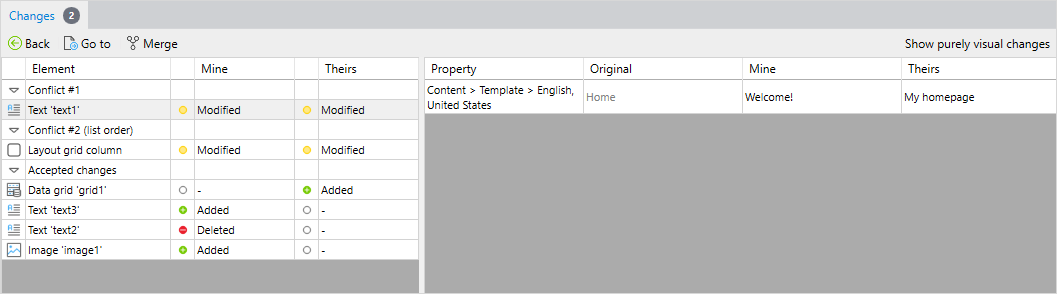 Changes 2
Back Go to Merge Show purely visual changes
Element Mine Theirs
Conflict #1
Text 'text1' Modified Modified
Conflict #2 (list order)
Layout grid column Modified Modified
Accepted changes
Data grid 'grid1' - Added
Text 'text3' Added -
Text 'text2' Deleted -
Image 'image1' Added -
Property Original Mine Theirs
Content > Template > English,
United States
Home Welcome! My homepage